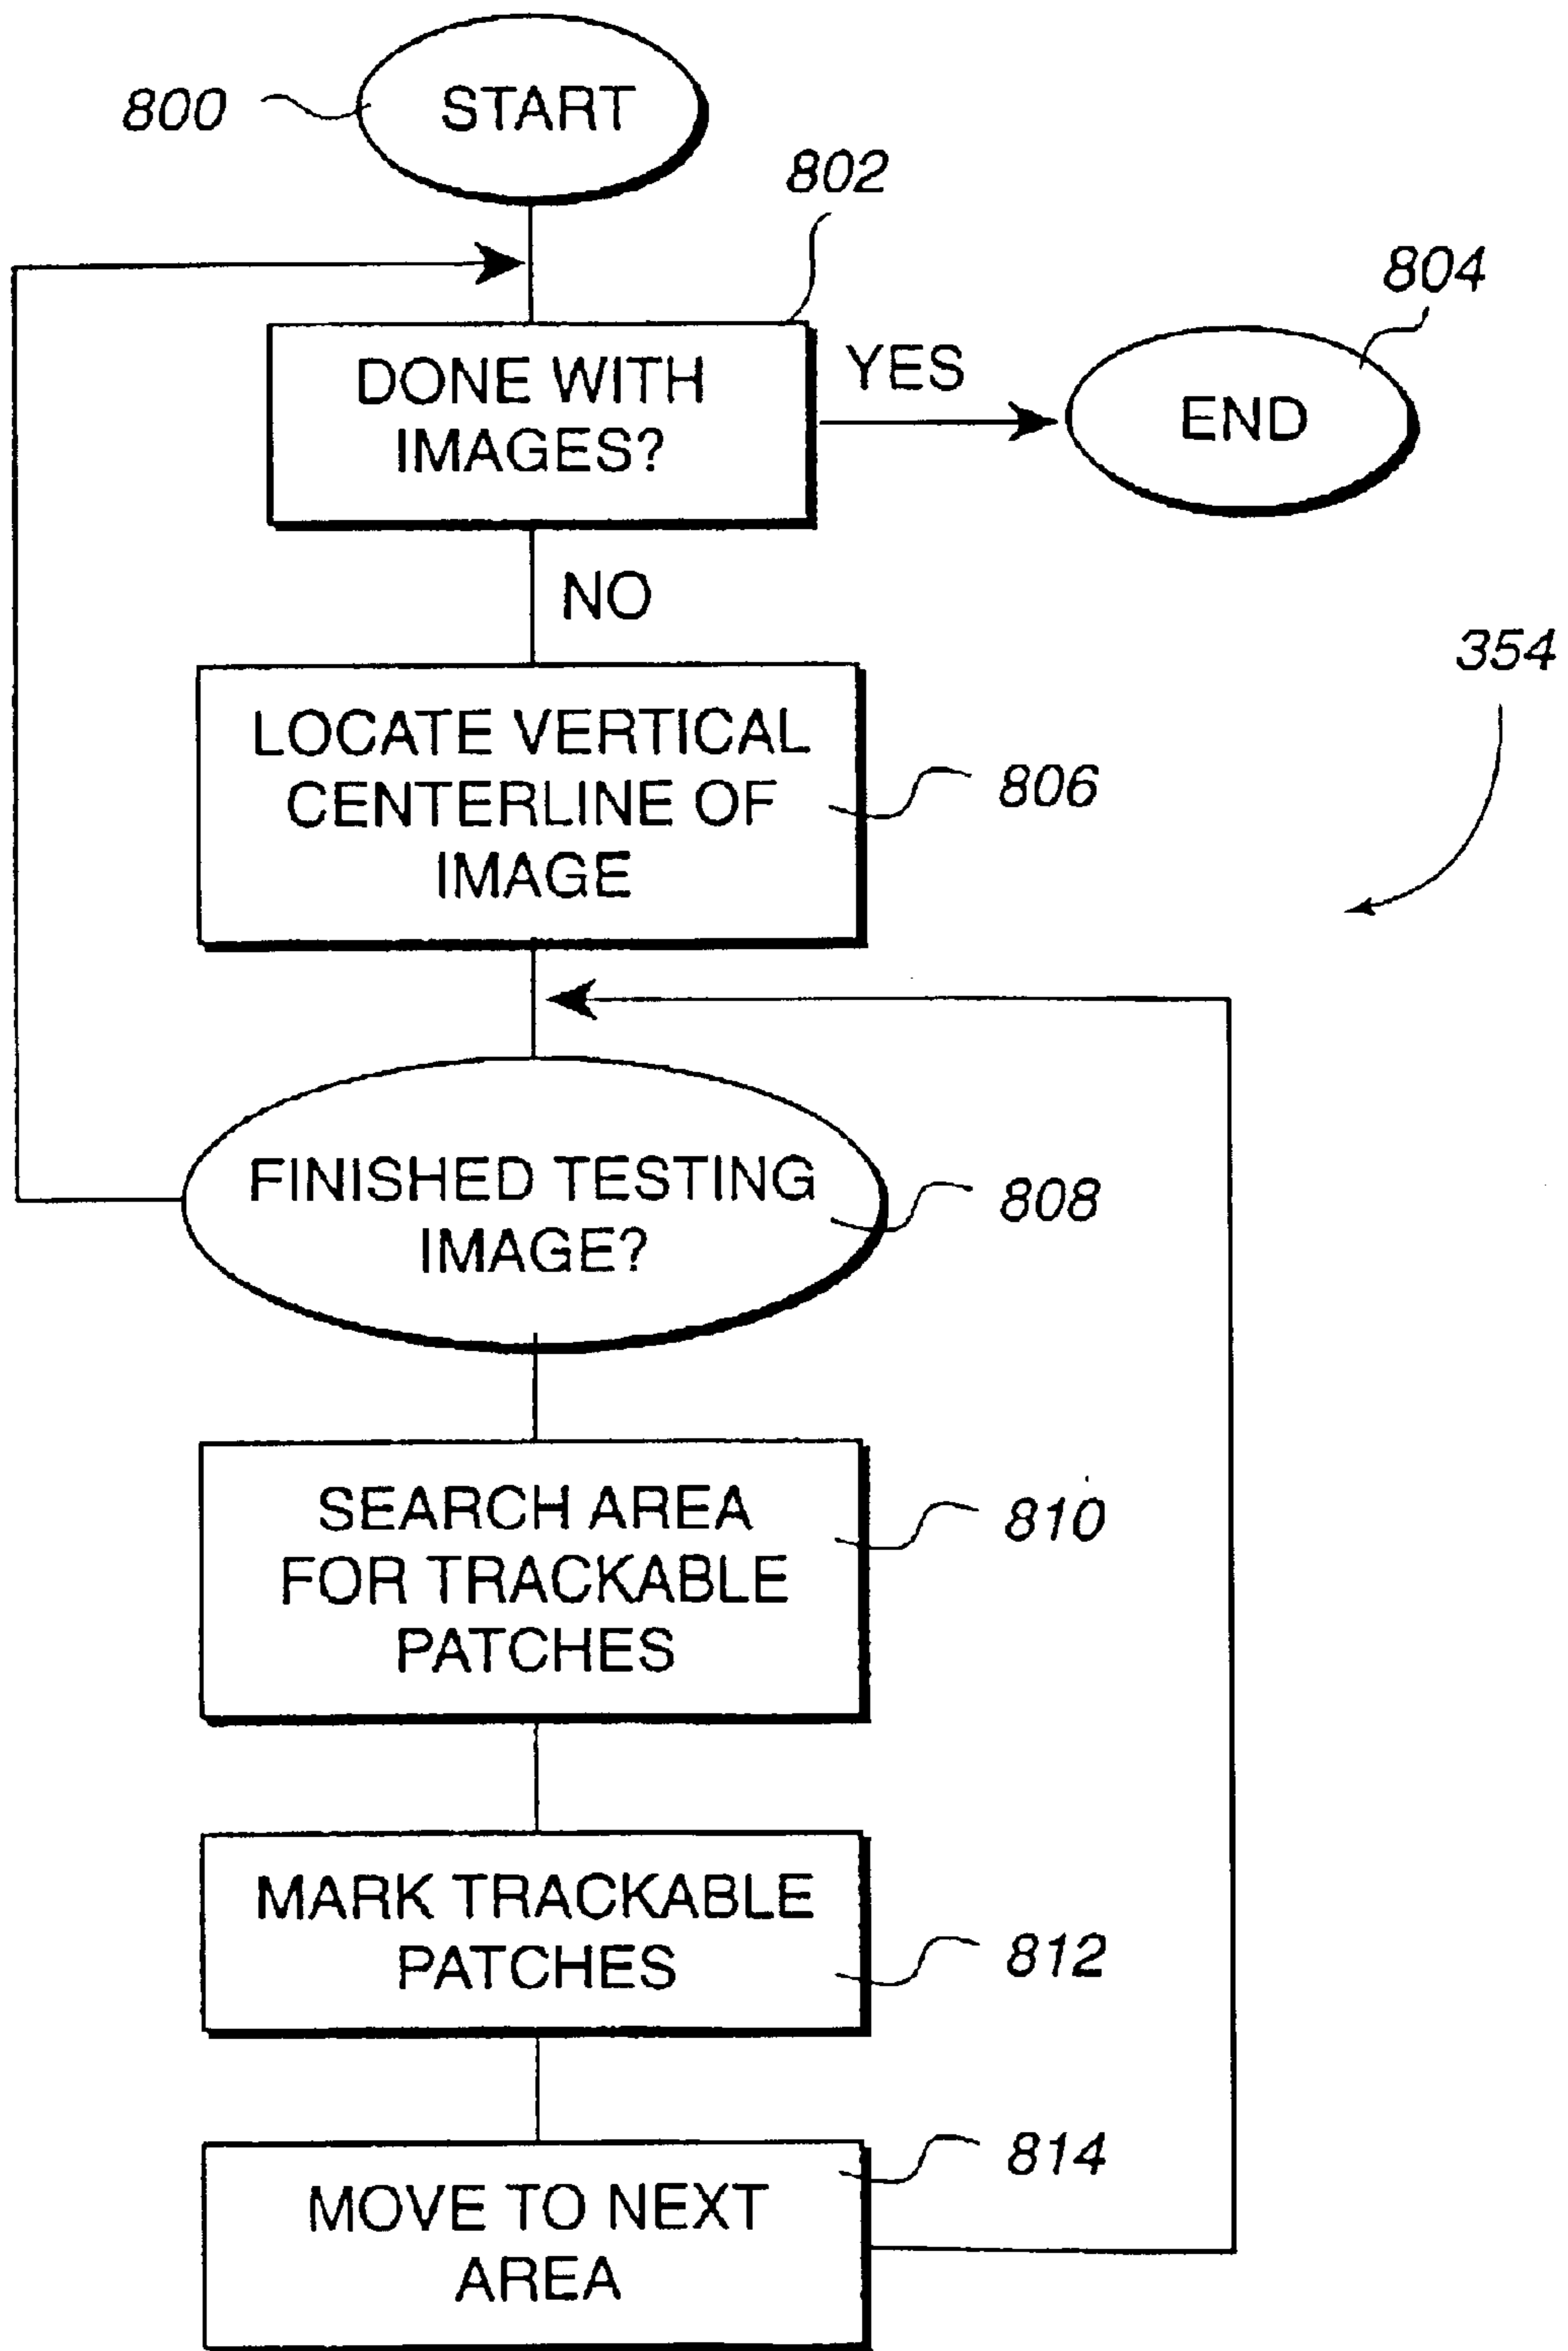 800
START
802
804
DONE WITH
IMAGES?
YES
END
NO
354
LOCATE VERTICAL
CENTERLINE OF
IMAGE
806
FINISHED TESTING
IMAGE?
808
SEARCH AREA
FOR TRACKABLE
PATCHES
810
MARK TRACKABLE
PATCHES
812
814
MOVE TO NEXT
AREA